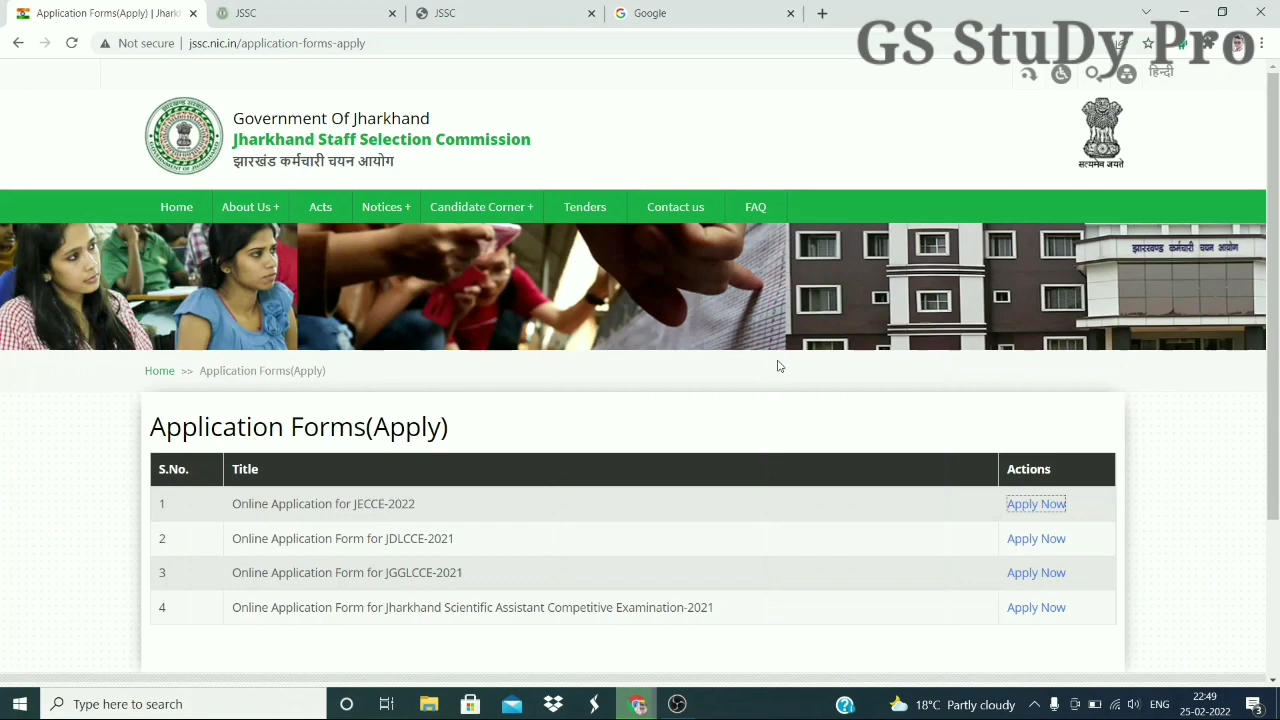 Application Forms(Apply) | Jhark
JSSC
JSSC
Google
Not secure | jssc.nic.in/application-forms-apply
GS StuDy Pro
हिन्दी
Government Of Jharkhand
Jharkhand Staff Selection Commission
झारखंड कर्मचारी चयन आयोग
सत्यमेव जयते
Home
About Us +
Acts
Notices +
Candidate Corner +
Tenders
Contact us
FAQ
झारखण्ड कर्मचारी चयन आयोग
Home >> Application Forms(Apply)
Application Forms(Apply)
S.No. Title Actions
1 Online Application for JECCE-2022 Apply Now
2 Online Application Form for JDLCCE-2021 Apply Now
3 Online Application Form for JGGLCCE-2021 Apply Now
4 Online Application Form for Jharkhand Scientific Assistant Competitive Examination-2021 Apply Now
Type here to search
18°C Partly cloudy
ENG
22:49
25-02-2022
3